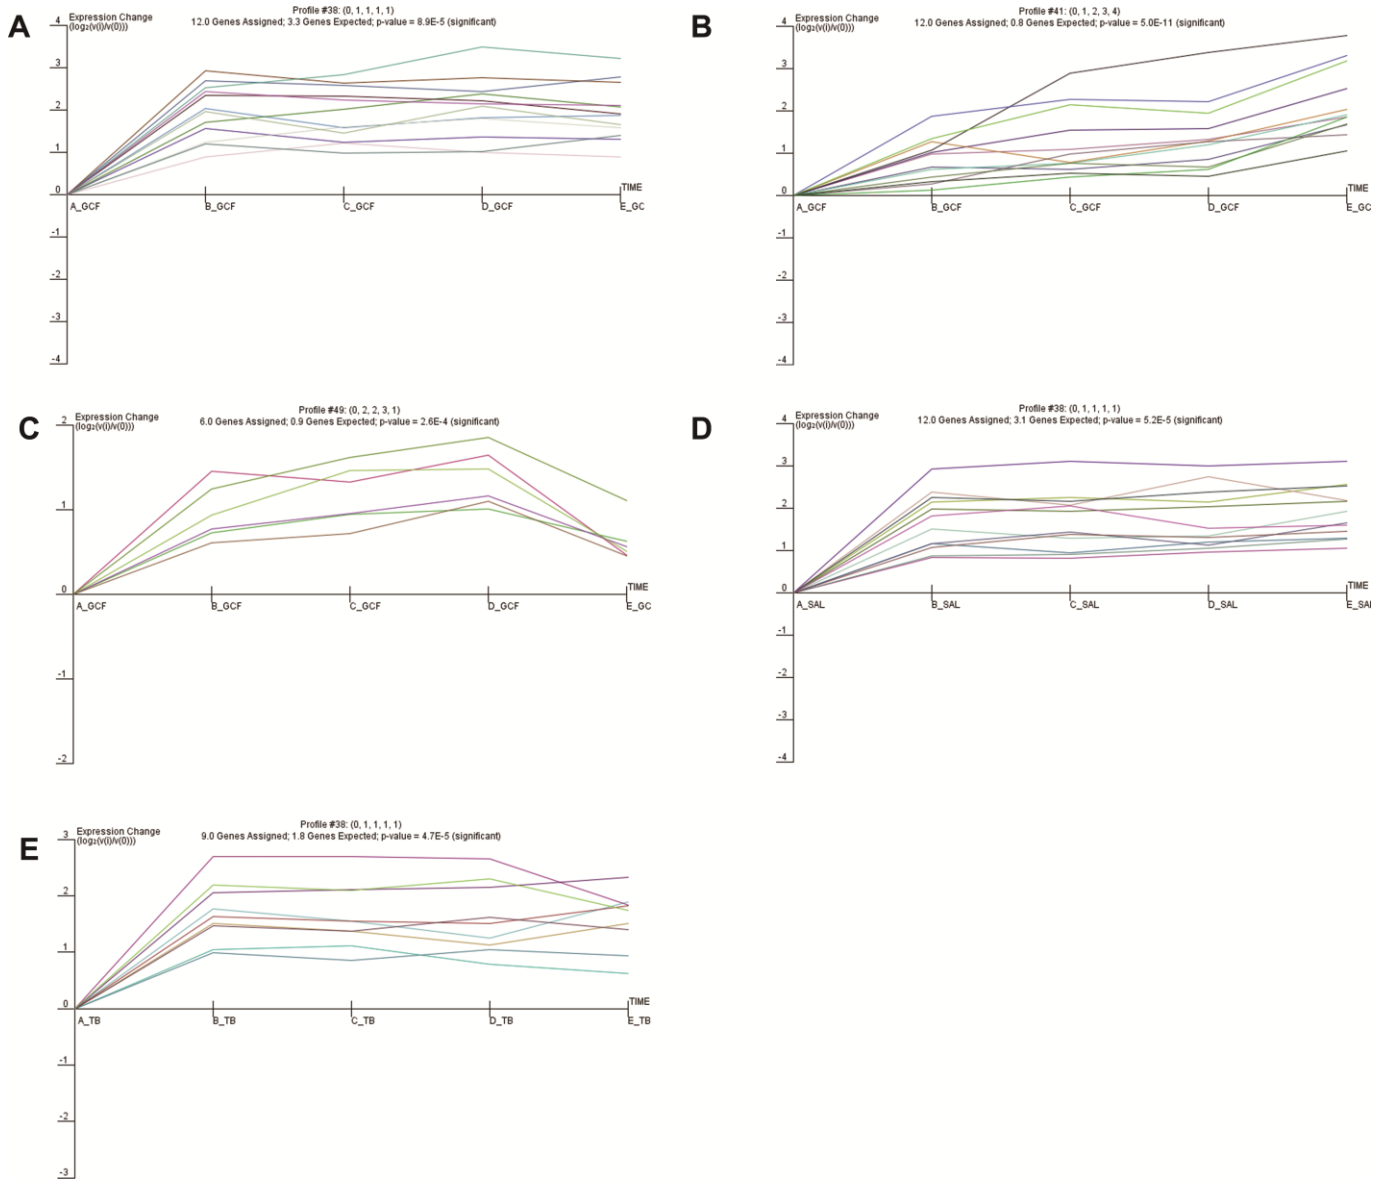 A
Expression Change
(log₂(v(i)/v(0)))
Profile #38: (0, 1, 1, 1, 1)
12.0 Genes Assigned; 3.3 Genes Expected; p-value = 8.9E-5 (significant)
4
3
2
1
0
-1
-2
-3
-4
TIME
A_GCF
B_GCF
C_GCF
D_GCF
E_GC
B
Expression Change
(log₂(v(i)/v(0)))
Profile #41: (0, 1, 2, 3, 4)
12.0 Genes Assigned; 0.8 Genes Expected; p-value = 5.0E-11 (significant)
4
3
2
1
0
-1
-2
-3
-4
TIME
A_GCF
B_GCF
C_GCF
D_GCF
E_GC
C
Expression Change
(log₂(v(i)/v(0)))
Profile #49: (0, 2, 2, 3, 1)
6.0 Genes Assigned; 0.9 Genes Expected; p-value = 2.6E-4 (significant)
2
1
0
-1
-2
TIME
A_GCF
B_GCF
C_GCF
D_GCF
E_GC
D
Expression Change
(log₂(v(i)/v(0)))
Profile #38: (0, 1, 1, 1, 1)
12.0 Genes Assigned; 3.1 Genes Expected; p-value = 5.2E-5 (significant)
4
3
2
1
0
-1
-2
-3
-4
TIME
A_SAL
B_SAL
C_SAL
D_SAL
E_SAL
E
Expression Change
(log₂(v(i)/v(0)))
Profile #38: (0, 1, 1, 1, 1)
9.0 Genes Assigned; 1.8 Genes Expected; p-value = 4.7E-5 (significant)
3
2
1
0
-1
-2
-3
TIME
A_TB
B_TB
C_TB
D_TB
E_TB